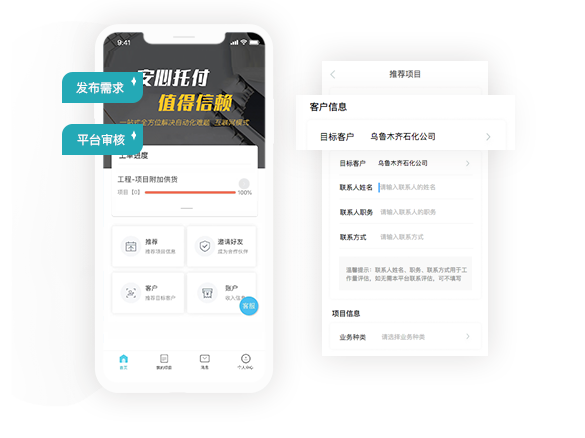 9:41
安心托付
值得信赖
一站式全方位解决自动化难题 互联网模式
发布需求
平台审核
工单进度
工程-项目附加供货
项目【0】
100%
推荐
推荐项目信息
邀请好友
成为合作伙伴
客户
推荐目标客户
账户
收入信息
客服
首页
我的项目
消息
个人中心
推荐项目
客户信息
目标客户 乌鲁木齐石化公司
目标客户 乌鲁木齐石化公司
联系人姓名 请输入联系人的姓名
联系人职务 请输入联系人的职务
联系方式 请输入联系方式
温馨提示：联系人姓名、职务、联系方式用于工
作量评估，如无需本平台联系评估，可不填写
项目信息
业务种类 请选择业务种类